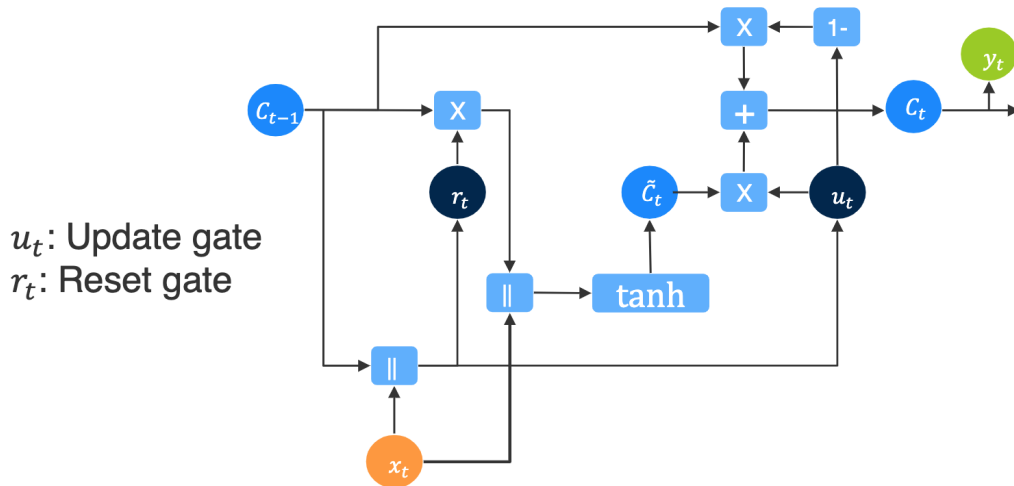 X
1-
y_t
C_{t-1}
X
+
C_t
r_t
C̃_t
X
u_t
u_t: Update gate
r_t: Reset gate
||
tanh
||
x_t